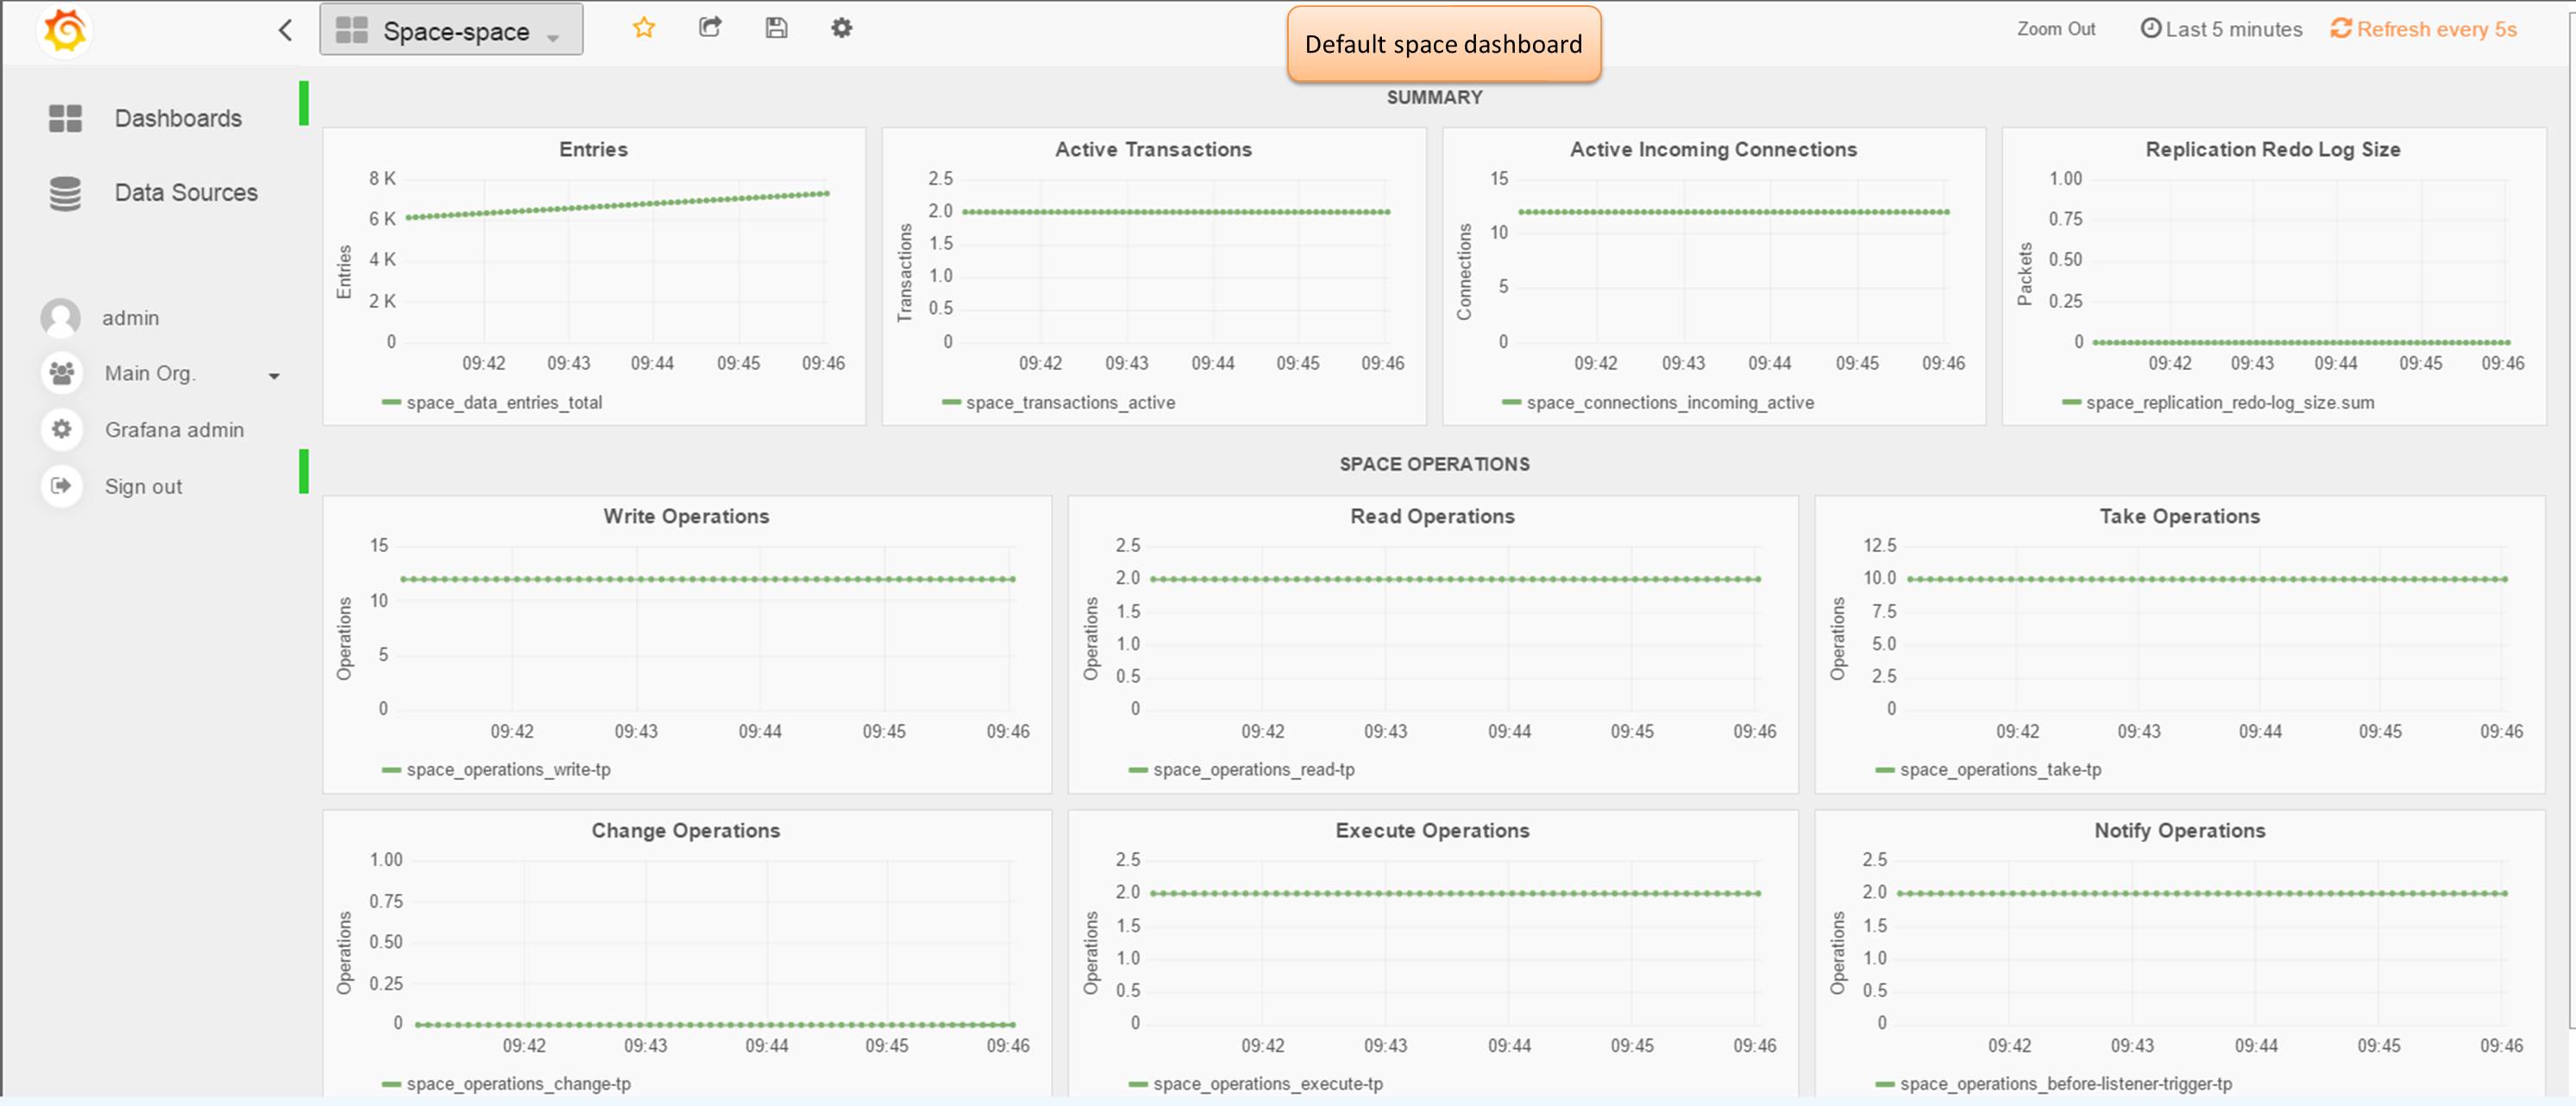 Space-space
Default space dashboard
Zoom Out
Last 5 minutes
Refresh every 5s
Dashboards
Data Sources
admin
Main Org.
Grafana admin
Sign out
SUMMARY
Entries
8 K
6 K
4 K
2 K
0
Entries
09:42 09:43 09:44 09:45 09:46
space_data_entries_total
Active Transactions
2.5
2.0
1.5
1.0
0.5
0
Transactions
09:42 09:43 09:44 09:45 09:46
space_transactions_active
Active Incoming Connections
15
10
5
0
Connections
09:42 09:43 09:44 09:45 09:46
space_connections_incoming_active
Replication Redo Log Size
1.00
0.75
0.50
0.25
0
Packets
09:42 09:43 09:44 09:45 09:46
space_replication_redo-log_size.sum
SPACE OPERATIONS
Write Operations
15
10
5
0
Operations
09:42 09:43 09:44 09:45 09:46
space_operations_write-tp
Read Operations
2.5
2.0
1.5
1.0
0.5
0
Operations
09:42 09:43 09:44 09:45 09:46
space_operations_read-tp
Take Operations
12.5
10.0
7.5
5.0
2.5
0
Operations
09:42 09:43 09:44 09:45 09:46
space_operations_take-tp
Change Operations
1.00
0.75
0.50
0.25
0
Operations
09:42 09:43 09:44 09:45 09:46
space_operations_change-tp
Execute Operations
2.5
2.0
1.5
1.0
0.5
0
Operations
09:42 09:43 09:44 09:45 09:46
space_operations_execute-tp
Notify Operations
2.5
2.0
1.5
1.0
0.5
0
Operations
09:42 09:43 09:44 09:45 09:46
space_operations_before-listener-trigger-tp